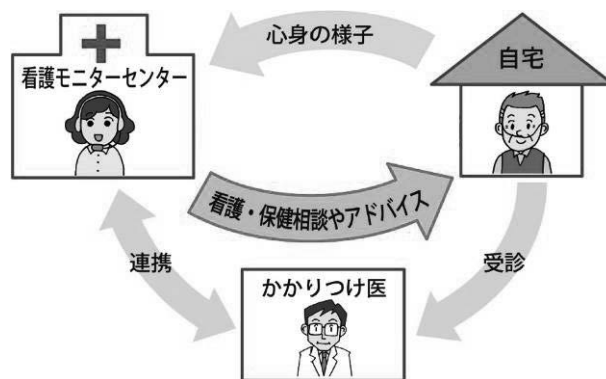 心身の様子
看護モニターセンター
自宅
看護・保健相談やアドバイス
連携
受診
かかりつけ医